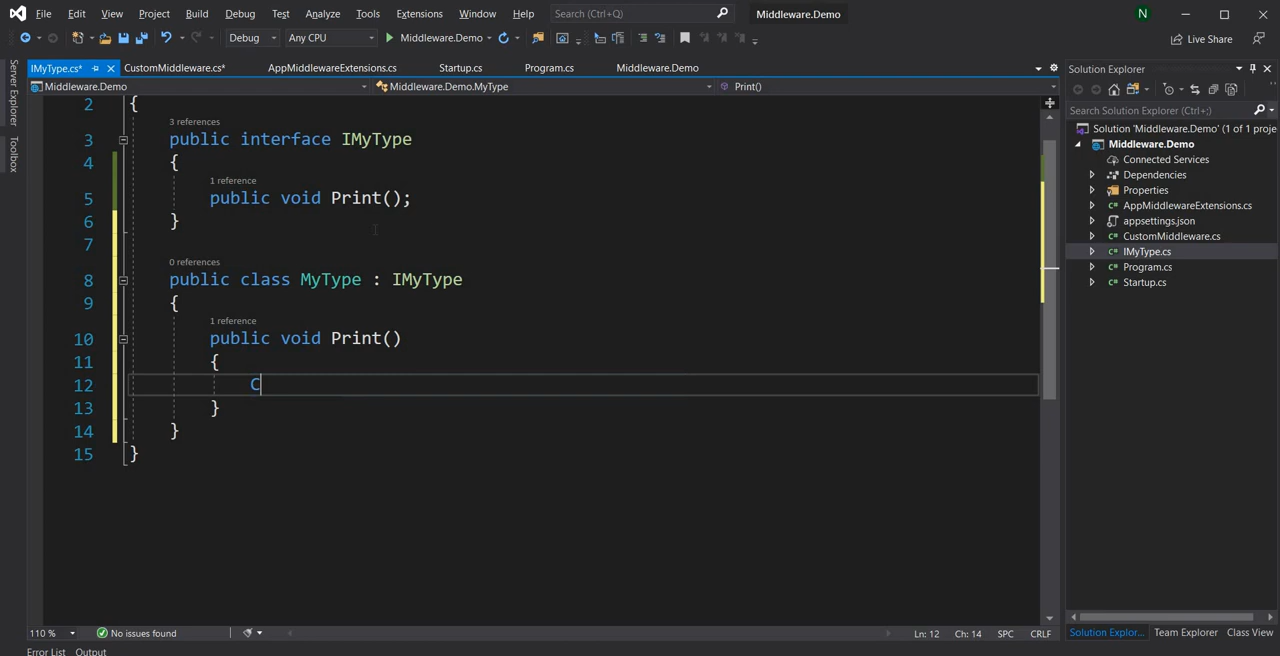 File Edit View Project Build Debug Test Analyze Tools Extensions Window Help Search (Ctrl+Q) Middleware.Demo N
Debug Any CPU Middleware.Demo Live Share
IMyType.cs* CustomMiddleware.cs* AppMiddlewareExtensions.cs Startup.cs Program.cs Middleware.Demo
Middleware.Demo Middleware.Demo.MyType Print()
Server Explorer
Toolbox
2 {
3 references
3 public interface IMyType
4 {
1 reference
5 public void Print();
6 }
7
0 references
8 public class MyType : IMyType
9 {
1 reference
10 public void Print()
11 {
12 C
13 }
14 }
15 }
110 % No issues found Ln: 12 Ch: 14 SPC CRLF
Error List Output
Solution Explorer
Search Solution Explorer (Ctrl+;)
Solution 'Middleware.Demo' (1 of 1 proje
Middleware.Demo
Connected Services
Dependencies
Properties
C# AppMiddlewareExtensions.cs
appsettings.json
C# CustomMiddleware.cs
C# IMyType.cs
C# Program.cs
C# Startup.cs
Solution Explor... Team Explorer Class View